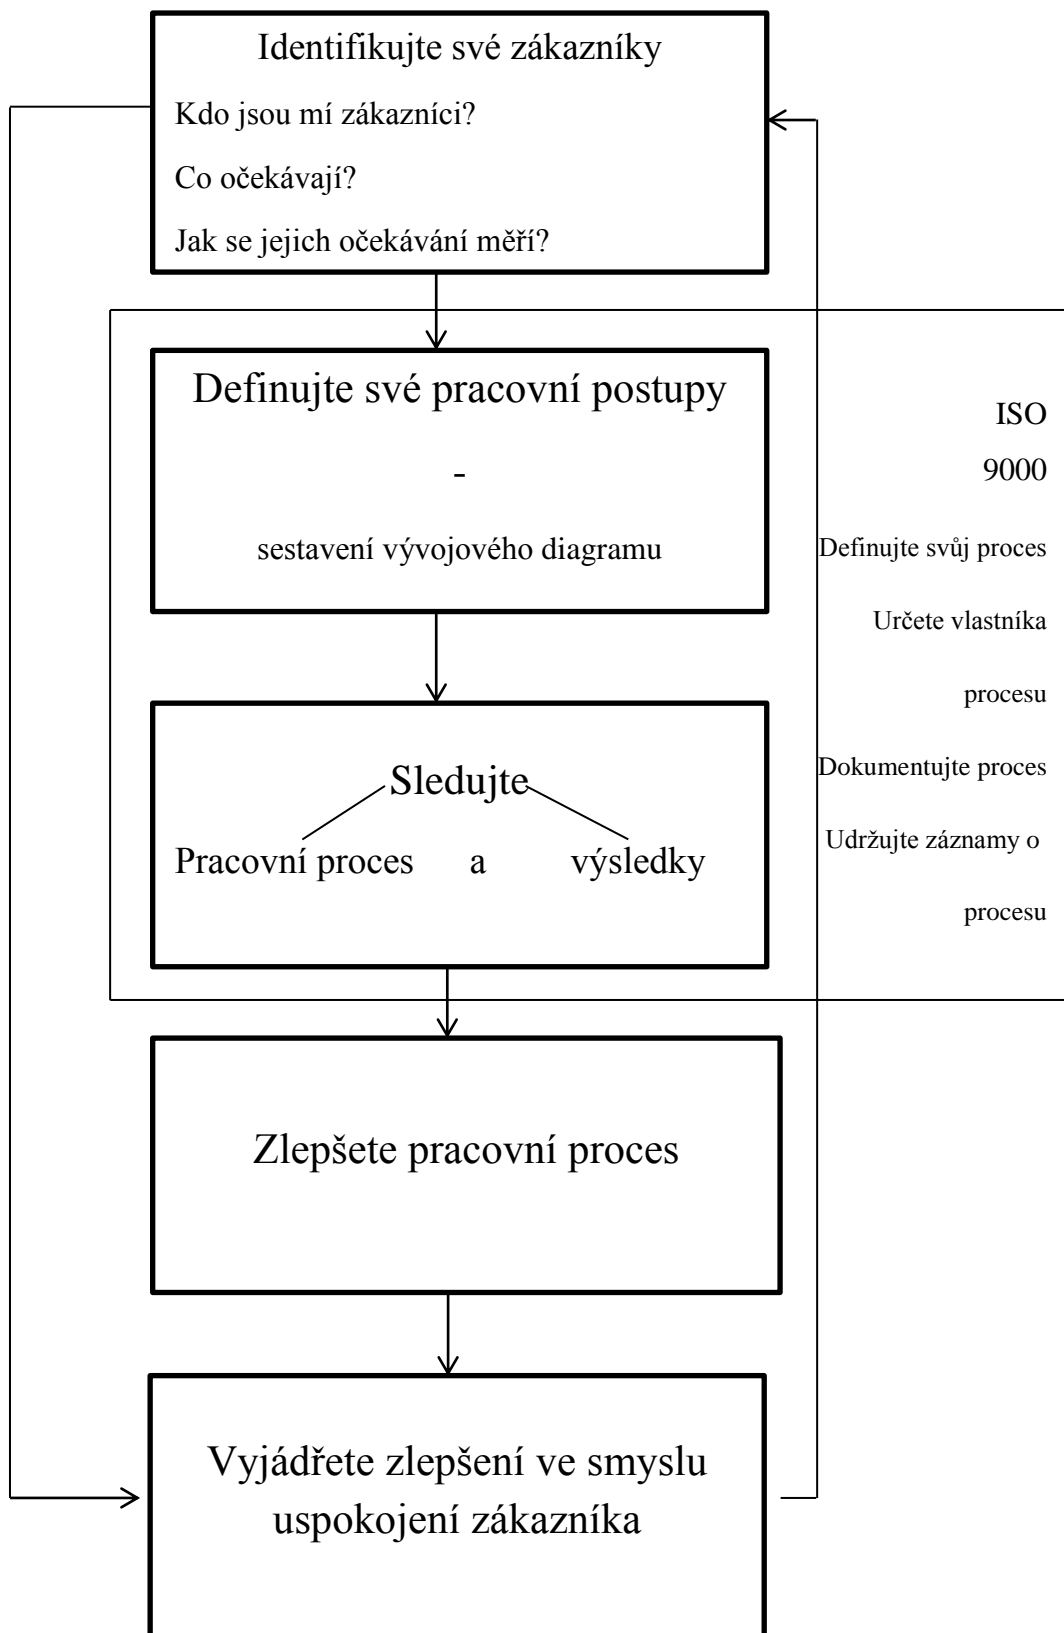 Identifikujte své zákazníky
Kdo jsou mí zákazníci?
Co očekávají?
Jak se jejich očekávání měří?
Definujte své pracovní postupy
-
sestavení vývojového diagramu
ISO
9000
Definujte svůj proces
Určete vlastníka
procesu
Dokumentujte proces
Udržujte záznamy o
procesu
Sledujte
Pracovní proces a výsledky
Zlepšete pracovní proces
Vyjádřete zlepšení ve smyslu
uspokojení zákazníka